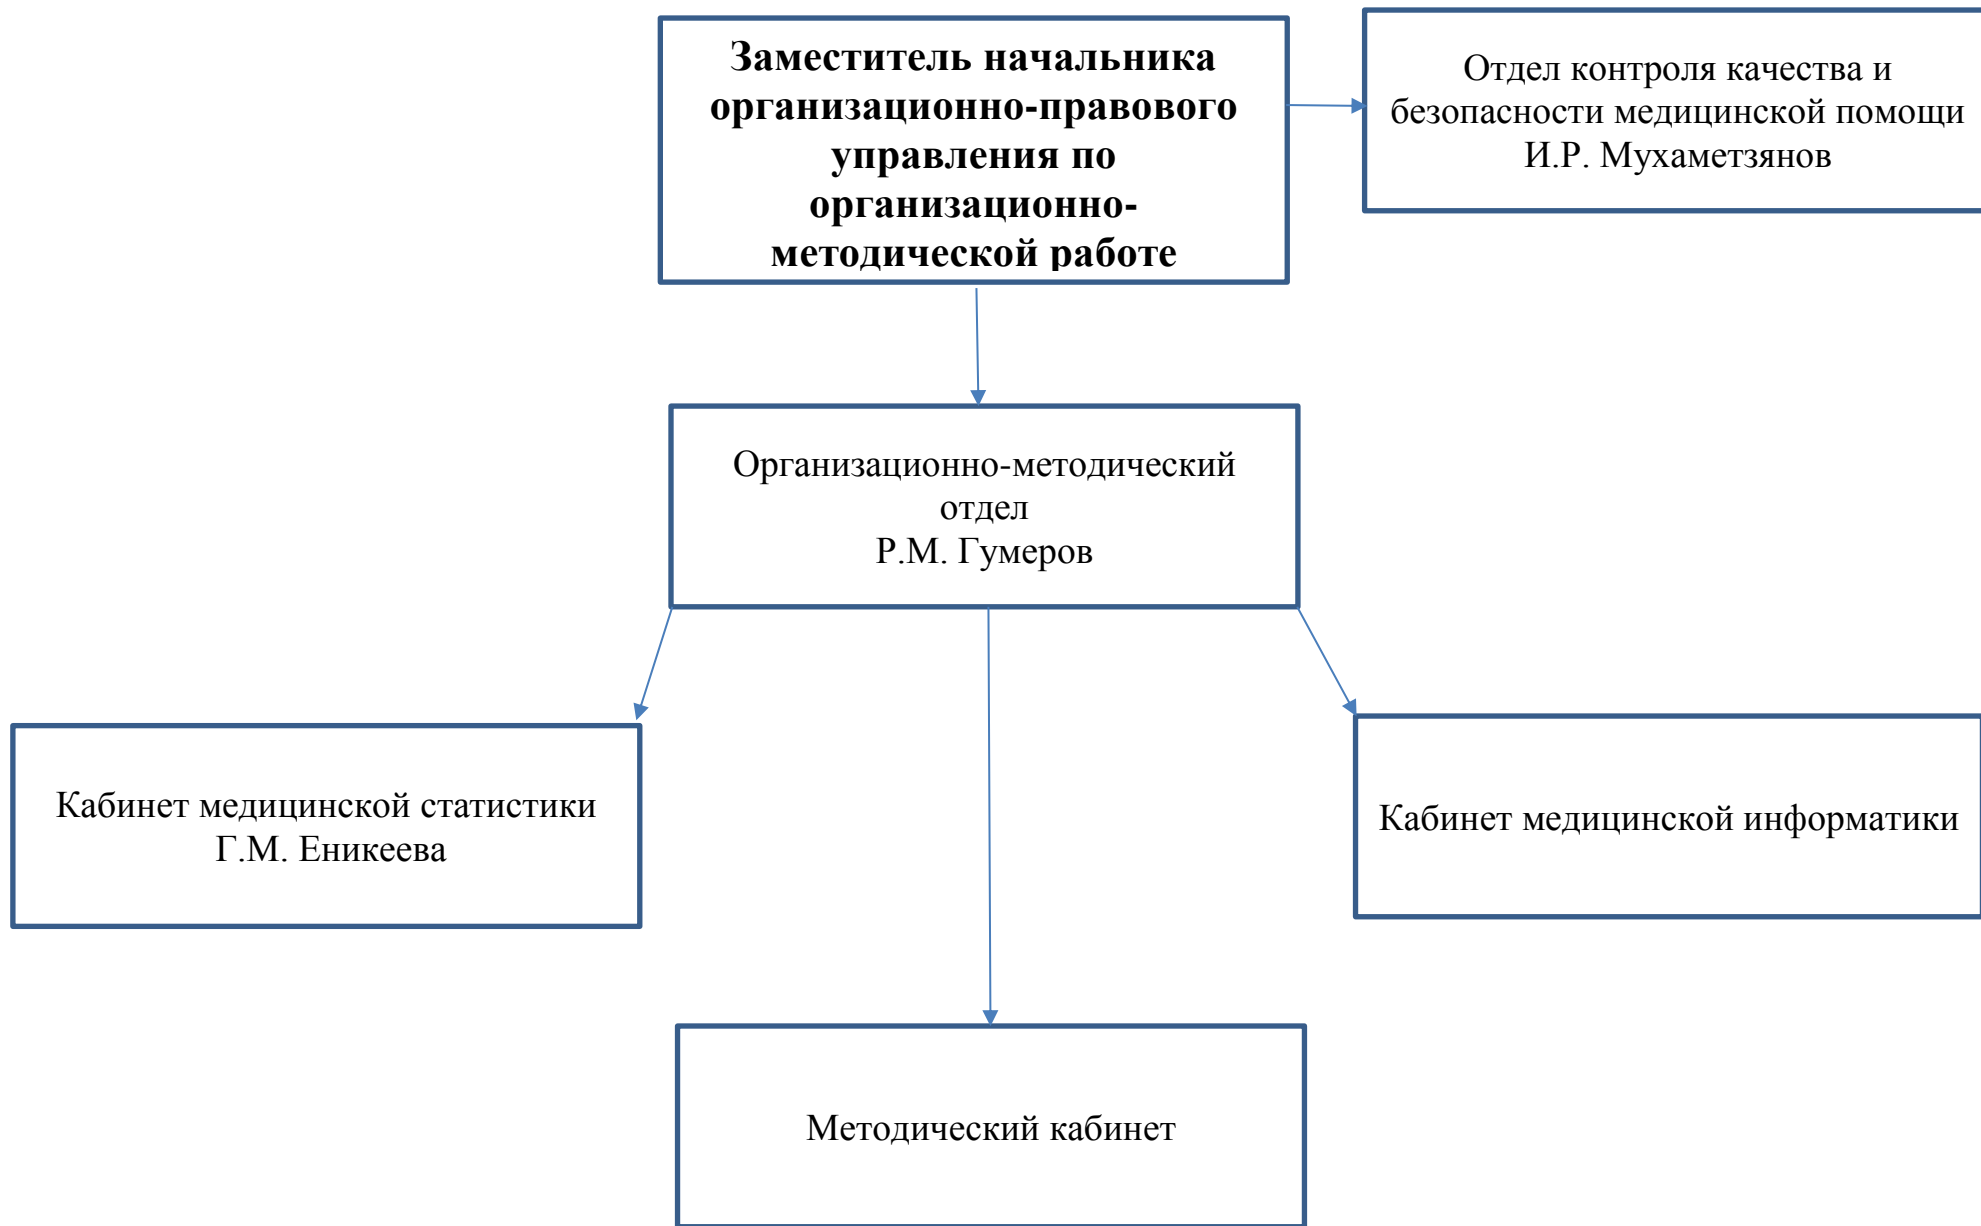 Заместитель начальника
организационно-правового
управления по
организационно-
методической работе
Отдел контроля качества и
безопасности медицинской помощи
И.Р. Мухаметзянов
Организационно-методический
отдел
Р.М. Гумеров
Кабинет медицинской статистики
Г.М. Еникеева
Кабинет медицинской информатики
Методический кабинет